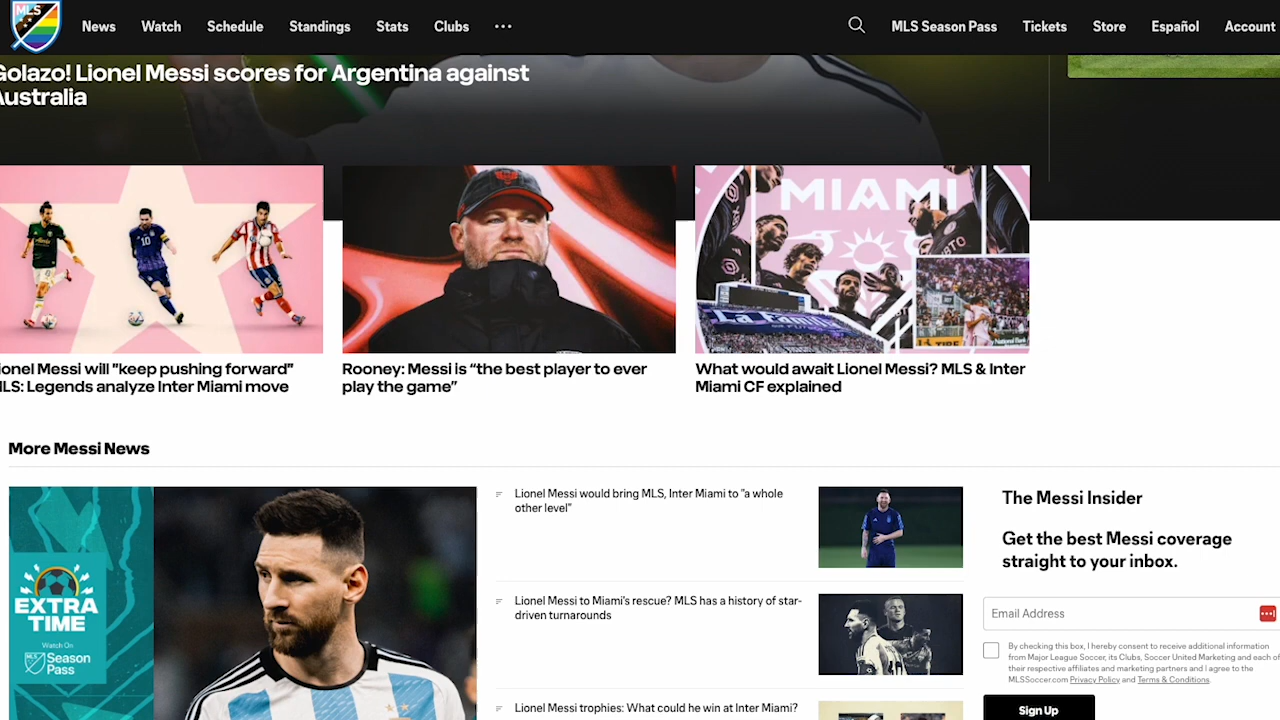 MLS
News Watch Schedule Standings Stats Clubs
MLS Season Pass Tickets Store Español Account
Golazo! Lionel Messi scores for Argentina against
Australia
10
MIAMI
La Familia
ionel Messi will "keep pushing forward"
MLS: Legends analyze Inter Miami move
Rooney: Messi is “the best player to ever
play the game”
What would await Lionel Messi? MLS & Inter
Miami CF explained
More Messi News
EXTRA
TIME
Watch On
MLS Season
Pass
Lionel Messi would bring MLS, Inter Miami to "a whole
other level"
Lionel Messi to Miami's rescue? MLS has a history of star-
driven turnarounds
Lionel Messi trophies: What could he win at Inter Miami?
The Messi Insider
Get the best Messi coverage
straight to your inbox.
Email Address
By checking this box, I hereby consent to receive additional information
from Major League Soccer, its Clubs, Soccer United Marketing and each of
their respective affiliates and marketing partners and I agree to the
MLSSoccer.com Privacy Policy and Terms & Conditions.
Sign Up